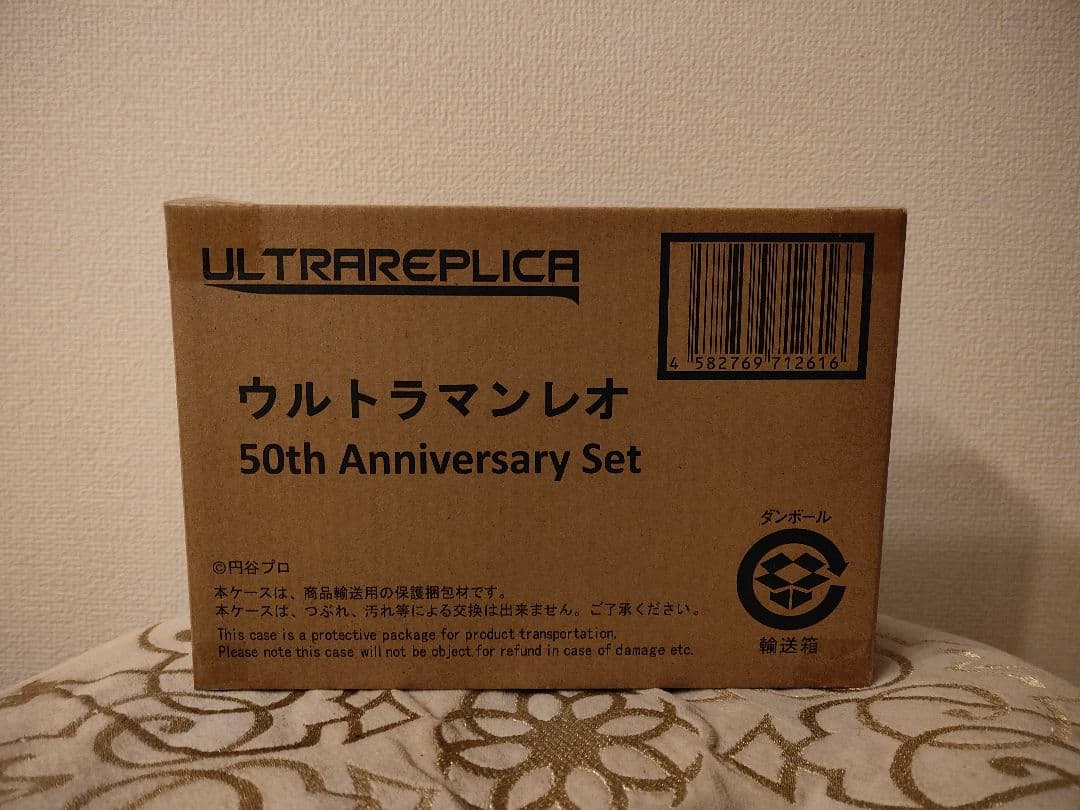 ULTRAREPLICA
4 582769 712616
ウルトラマンレオ
50th Anniversary Set
ダンボール
輸送箱
©円谷プロ
本ケースは、商品輸送用の保護梱包材です。
本ケースは、つぶれ、汚れ等による交換は出来ません。ご了承ください。
This case is a protective package for product transportation.
Please note this case will not be object for refund in case of damage etc.